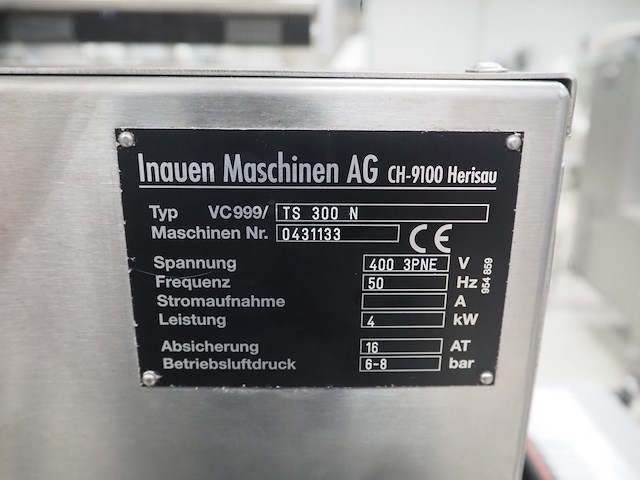 Inauen Maschinen AG CH-9100 Herisau
Typ VC999/ TS 300 N
Maschinen Nr. 0431133 CE
Spannung 400 3PNE V
Frequenz 50 Hz
Stromaufnahme A
Leistung 4 kW
Absicherung 16 AT
Betriebsluftdruck 6-8 bar
954 859